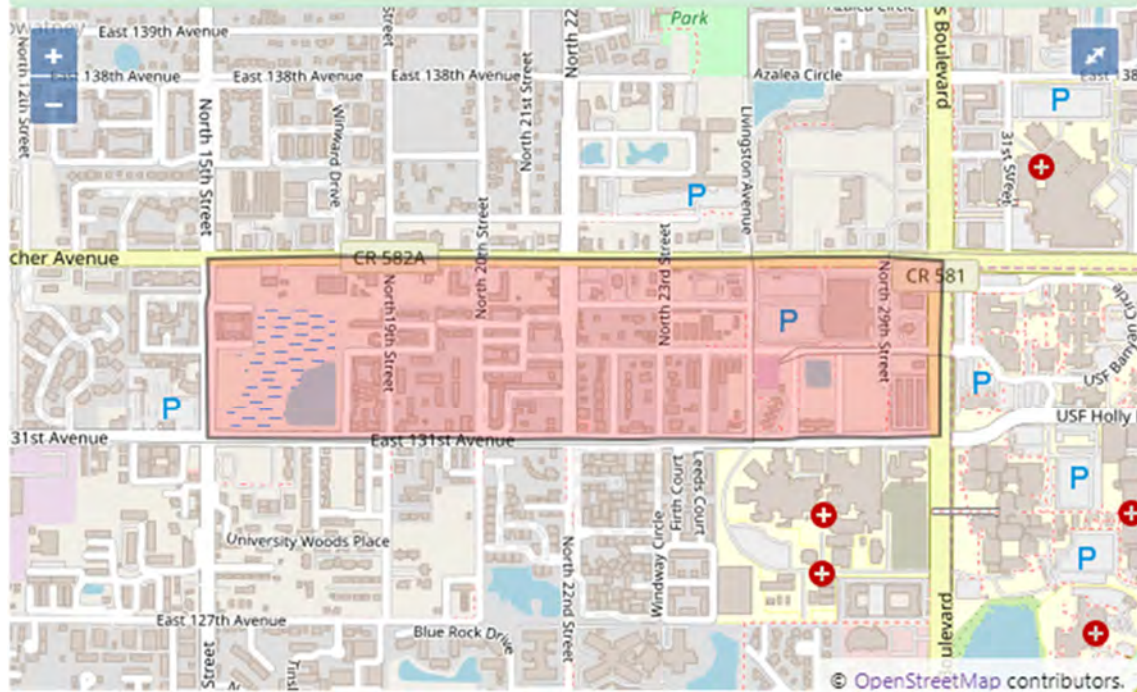 Park
East 139th Avenue
North 22
s Boulevard
Street
+
−
East 138th Avenue
East 138th Avenue
East 138th Avenue
Azalea Circle
East 138
North 12th Street
North 15th Street
Winward Drive
North 21st Street
Livingston Avenue
31st Street
P
P
North 20th Street
North 23rd Street
cher Avenue
CR 582A
CR 581
North 19th Street
North 29th Street
P
P
P
USF Banyan Circle
USF Holly
31st Avenue
East 131st Avenue
Firth Court
Leeds Court
P
University Woods Place
Windway Circle
North 22nd Street
P
East 127th Avenue
Blue Rock Drive
Street
oulevard
© OpenStreetMap contributors.